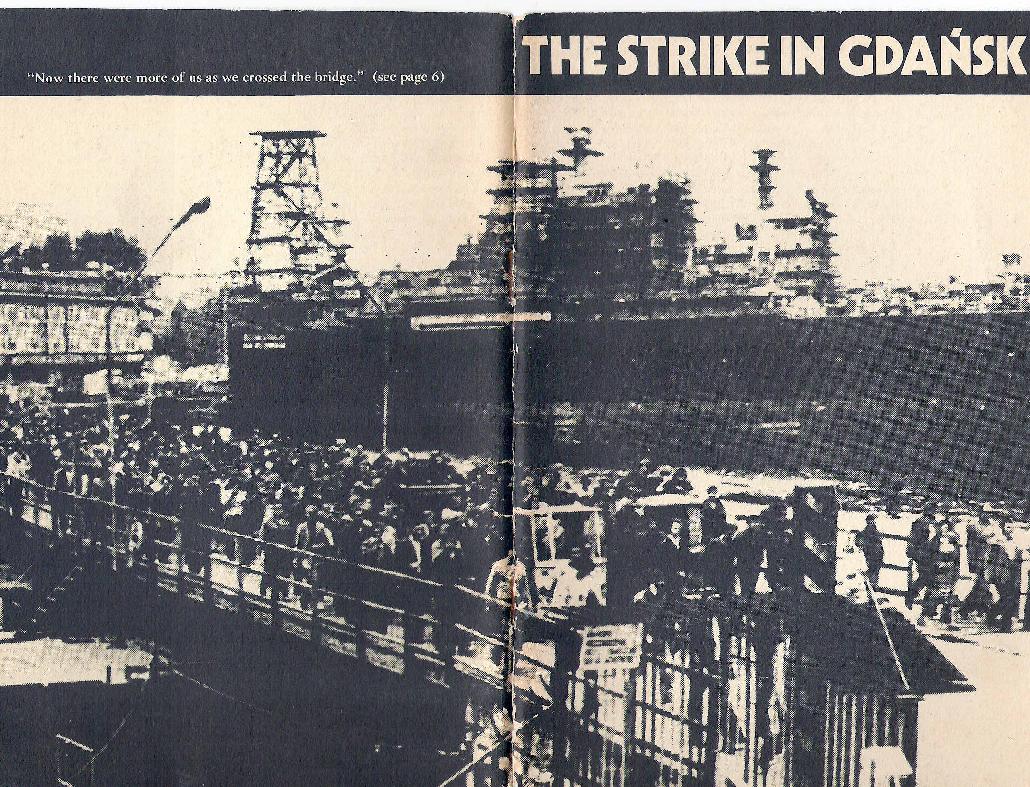 "Now there were more of us as we crossed the bridge." (see page 6)
THE STRIKE IN GDAŃSK